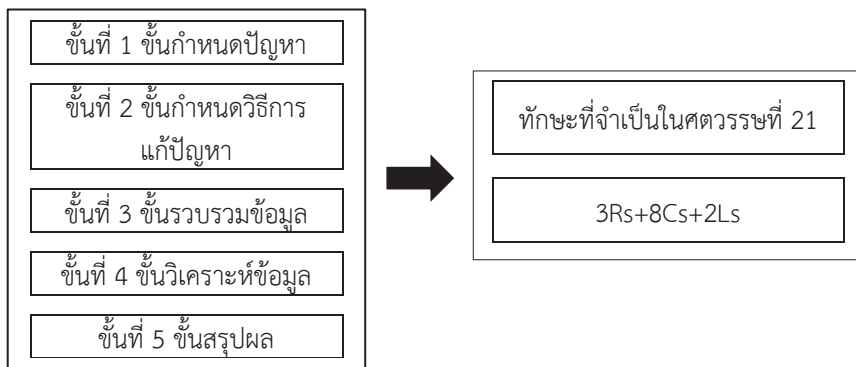 ขั้นที่ 1 ขั้นกำหนดปัญหา
ขั้นที่ 2 ขั้นกำหนดวิธีการ
แก้ปัญหา
ขั้นที่ 3 ขั้นรวบรวมข้อมูล
ขั้นที่ 4 ขั้นวิเคราะห์ข้อมูล
ขั้นที่ 5 ขั้นสรุปผล
ทักษะที่จำเป็นในศตวรรษที่ 21
3Rs+8Cs+2Ls